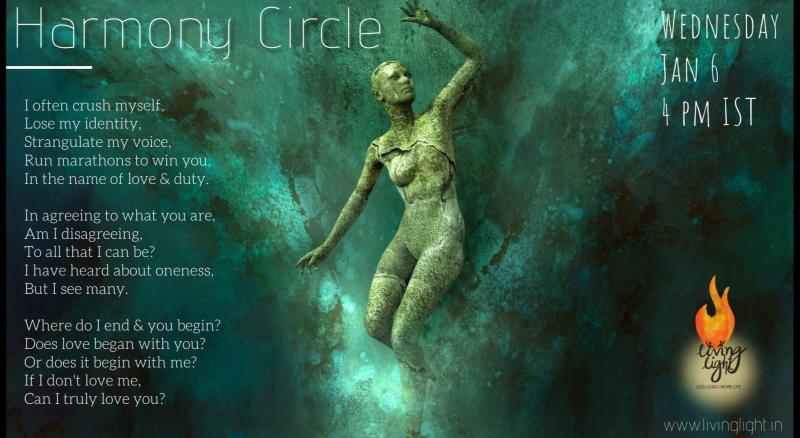 Harmony Circle
Wednesday
Jan 6
4 pm IST
I often crush myself,
Lose my identity,
Strangulate my voice,
Run marathons to win you,
In the name of love & duty.
In agreeing to what you are,
Am I disagreeing,
To all that I can be?
I have heard about oneness,
But I see many.
Where do I end & you begin?
Does love began with you?
Or does it begin with me?
If I don't love me,
Can I truly love you?
living
light
LESS LOAD | MORE LIFE
www.livinglight.in